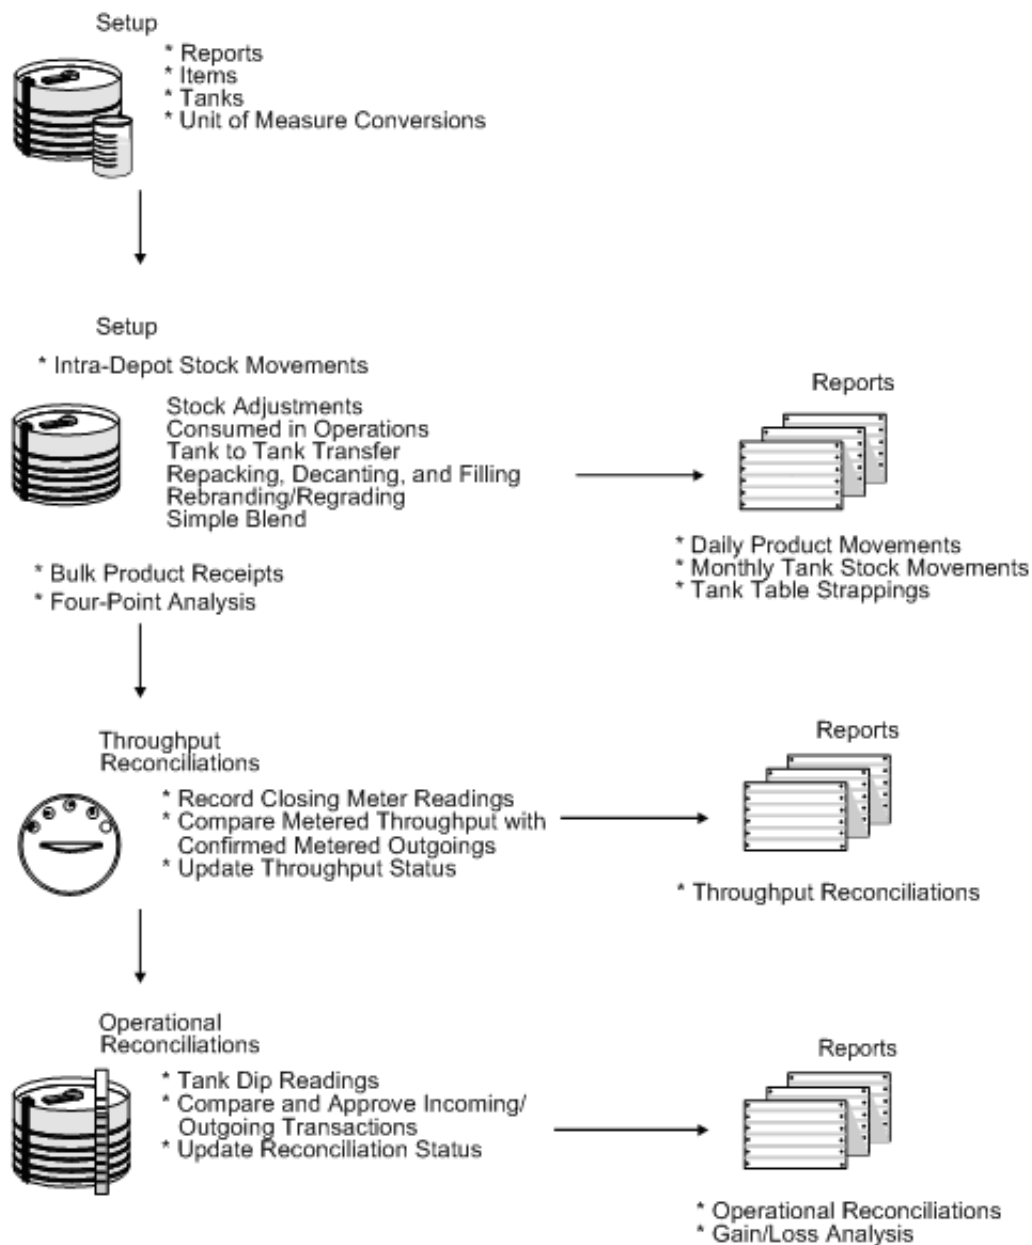 Setup
* Reports
* Items
* Tanks
* Unit of Measure Conversions
Setup
* Intra-Depot Stock Movements
Stock Adjustments
Consumed in Operations
Tank to Tank Transfer
Repacking, Decanting, and Filling
Rebranding/Regrading
Simple Blend
* Bulk Product Receipts
* Four-Point Analysis
Reports
* Daily Product Movements
* Monthly Tank Stock Movements
* Tank Table Strappings
Throughput
Reconciliations
* Record Closing Meter Readings
* Compare Metered Throughput with
Confirmed Metered Outgoings
* Update Throughput Status
Reports
* Throughput Reconciliations
Operational
Reconciliations
* Tank Dip Readings
* Compare and Approve Incoming/
Outgoing Transactions
* Update Reconciliation Status
Reports
* Operational Reconciliations
* Gain/Loss Analysis